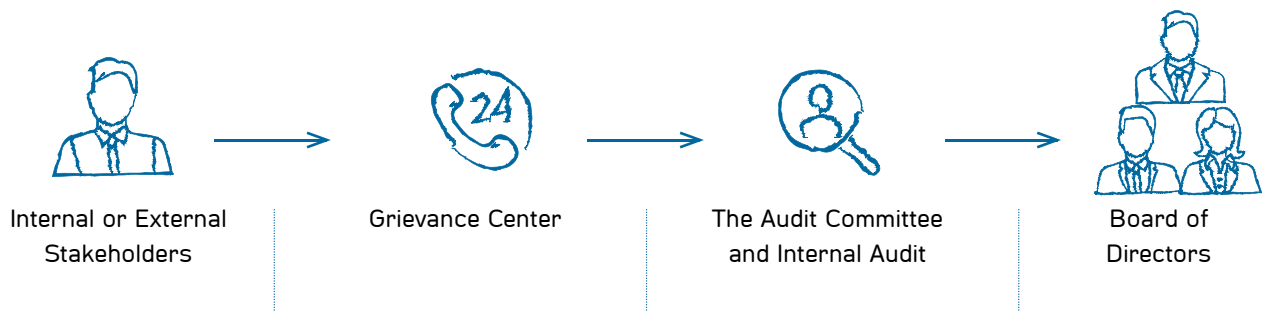 24
Internal or External
Stakeholders
Grievance Center
The Audit Committee
and Internal Audit
Board of
Directors